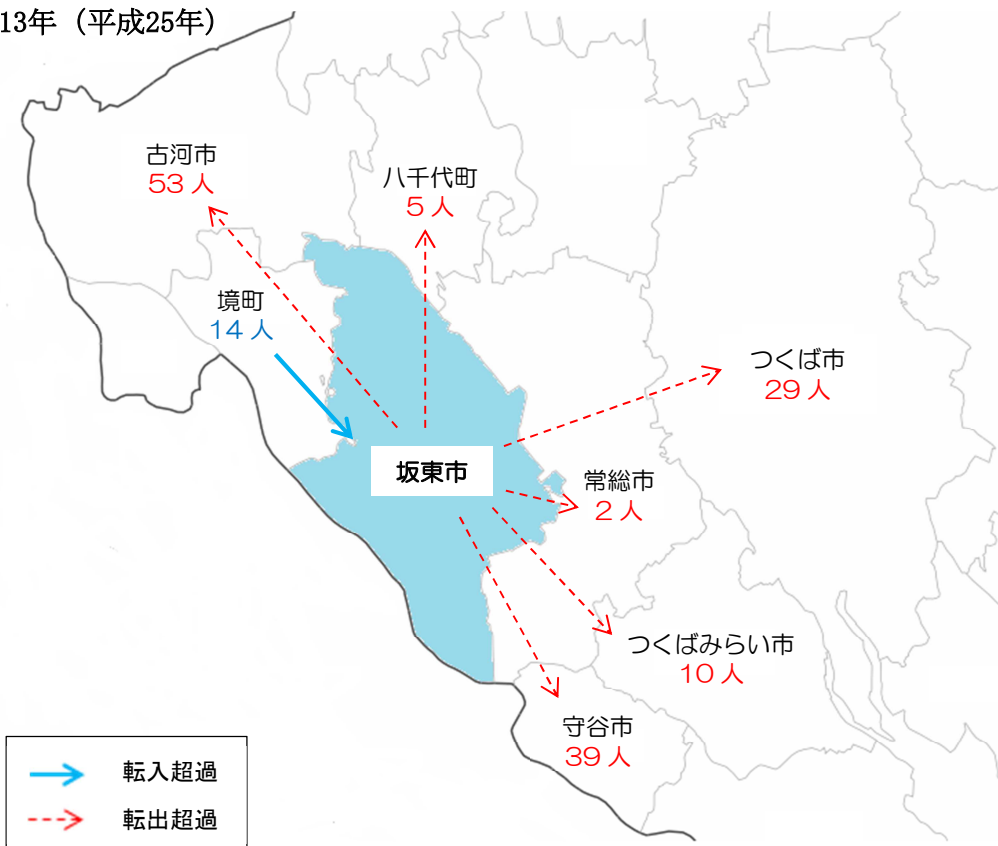 13年（平成25年）
古河市
53人
八千代町
5人
境町
14人
つくば市
29人
坂東市
常総市
2人
つくばみらい市
10人
守谷市
39人
転入超過
転出超過